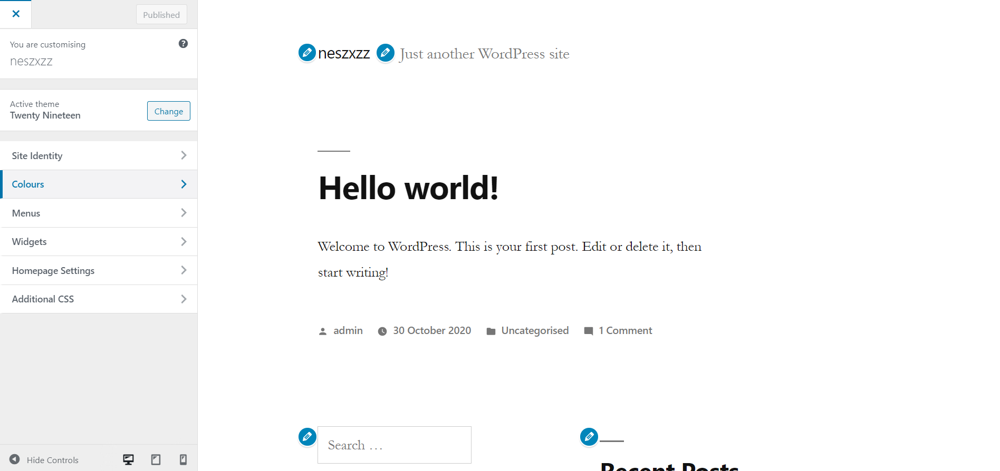 Published
You are customising
neszxzz
Active theme
Twenty Nineteen
Change
Site Identity
Colours
Menus
Widgets
Homepage Settings
Additional CSS
Hide Controls
neszxzz Just another WordPress site
Hello world!
Welcome to WordPress. This is your first post. Edit or delete it, then
start writing!
admin 30 October 2020 Uncategorised 1 Comment
Search …
Recent Posts